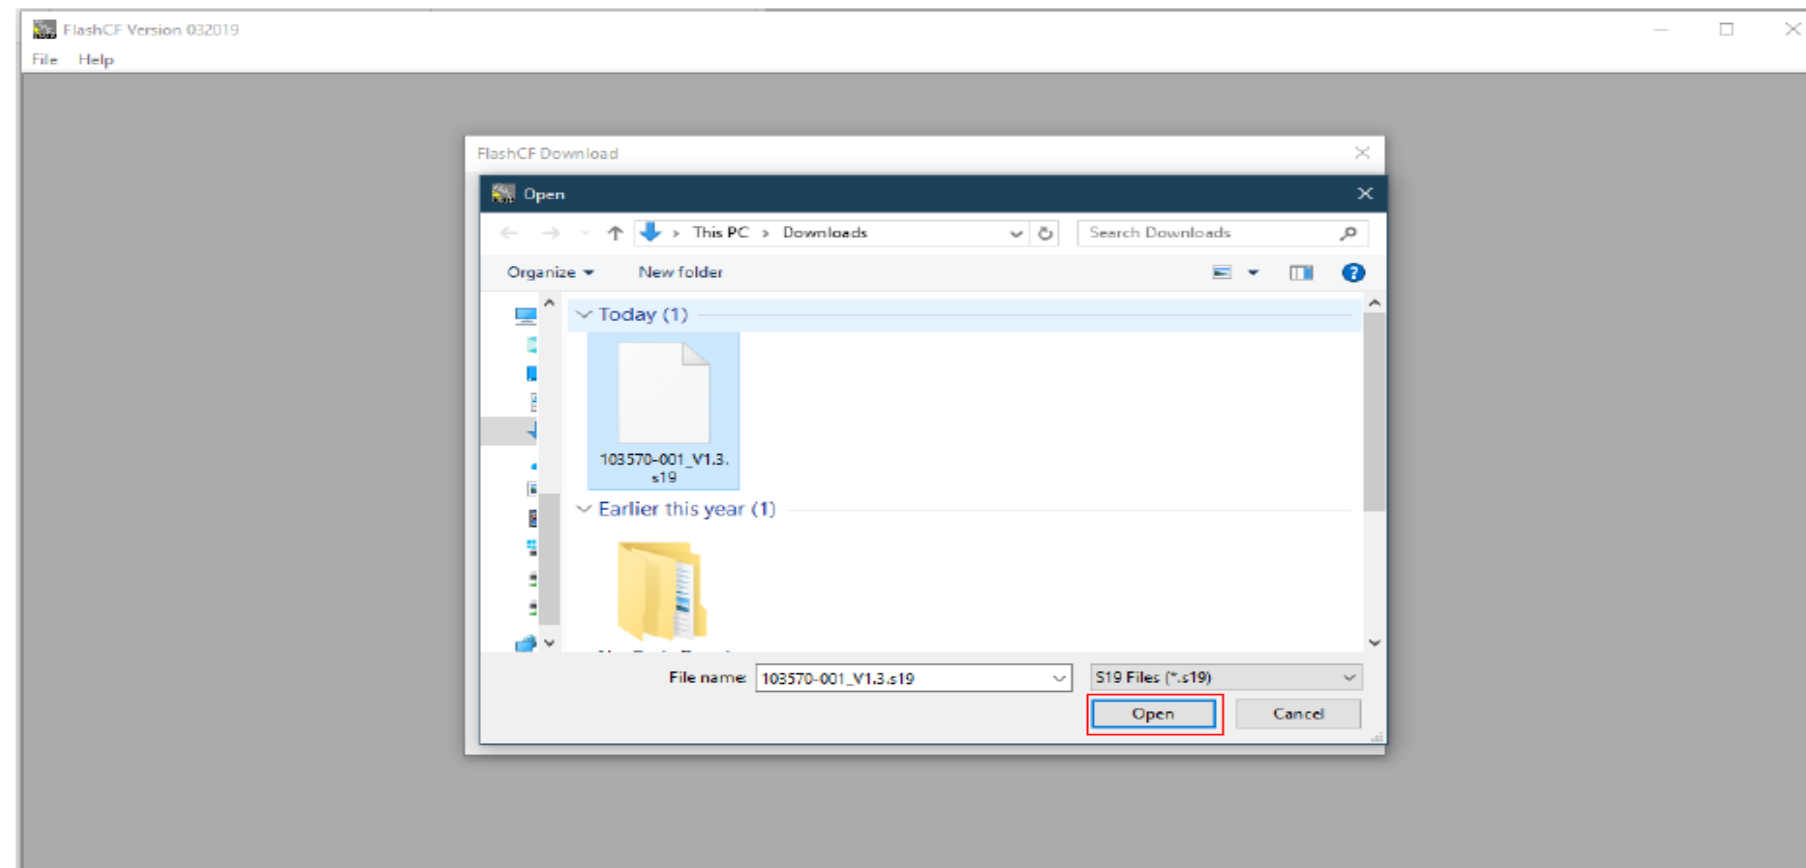 FlashCF Version 032019
File Help
FlashCF Download
Open
This PC > Downloads
Search Downloads
Organize
New folder
Today (1)
103570-001_V1.3.
s19
Earlier this year (1)
File name: 103570-001_V1.3.s19
S19 Files (*.s19)
Open
Cancel